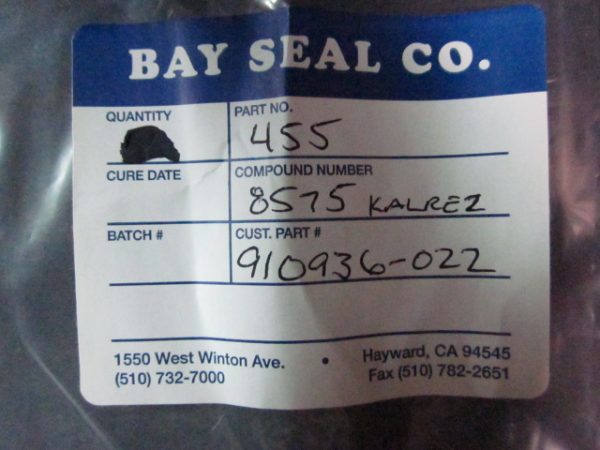 BAY SEAL CO.
QUANTITY
PART NO.
455
CURE DATE
COMPOUND NUMBER
8575 KALREZ
BATCH #
CUST. PART #
910936-022
1550 West Winton Ave. • Hayward, CA 94545
(510) 732-7000 Fax (510) 782-2651